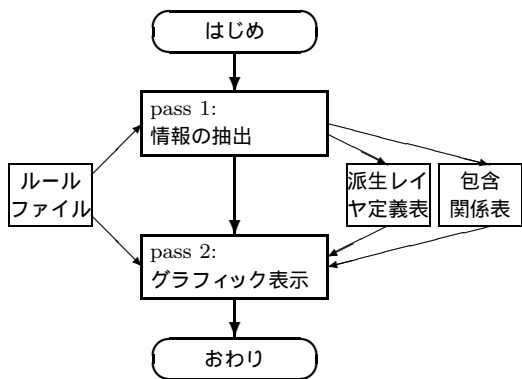 はじめ
pass 1:
情報の抽出
ルール
ファイル
派生レイ
ヤ定義表
包含
関係表
pass 2:
グラフィック表示
おわり